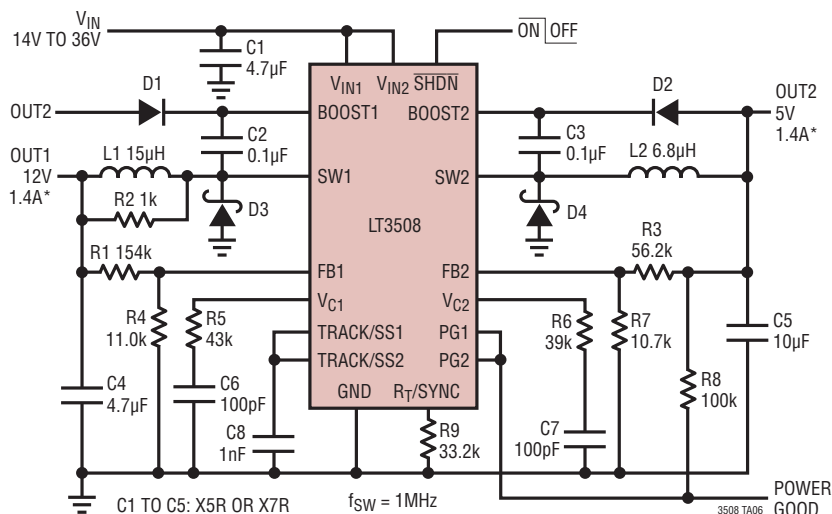 VIN
14V TO 36V
C1
4.7µF
ON OFF
VIN1
VIN2
SHDN
D1
D2
OUT2
OUT2
5V
1.4A*
BOOST1
BOOST2
C2
0.1µF
C3
0.1µF
OUT1
12V
1.4A*
L1 15µH
L2 6.8µH
SW1
SW2
R2 1k
D3
D4
LT3508
R3
56.2k
R1 154k
FB1
FB2
VC1
VC2
R4
11.0k
R5
43k
TRACK/SS1
TRACK/SS2
PG1
PG2
R6
39k
R7
10.7k
C5
10µF
C4
4.7µF
C6
100pF
GND
RT/SYNC
R8
100k
C8
1nF
R9
33.2k
C7
100pF
C1 TO C5: X5R OR X7R
fSW = 1MHz
3508 TA06
POWER
GOOD